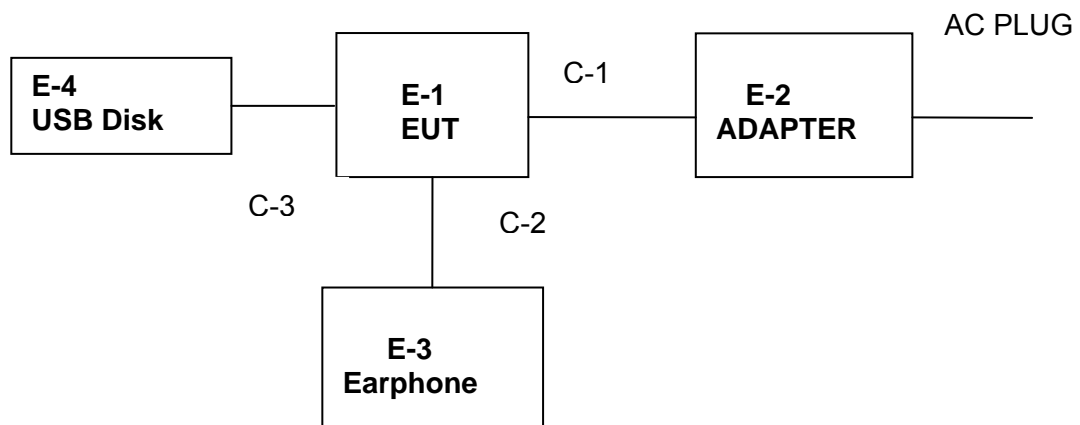 AC PLUG
E-4
USB Disk
E-1
EUT
C-1
E-2
ADAPTER
C-3
C-2
E-3
Earphone